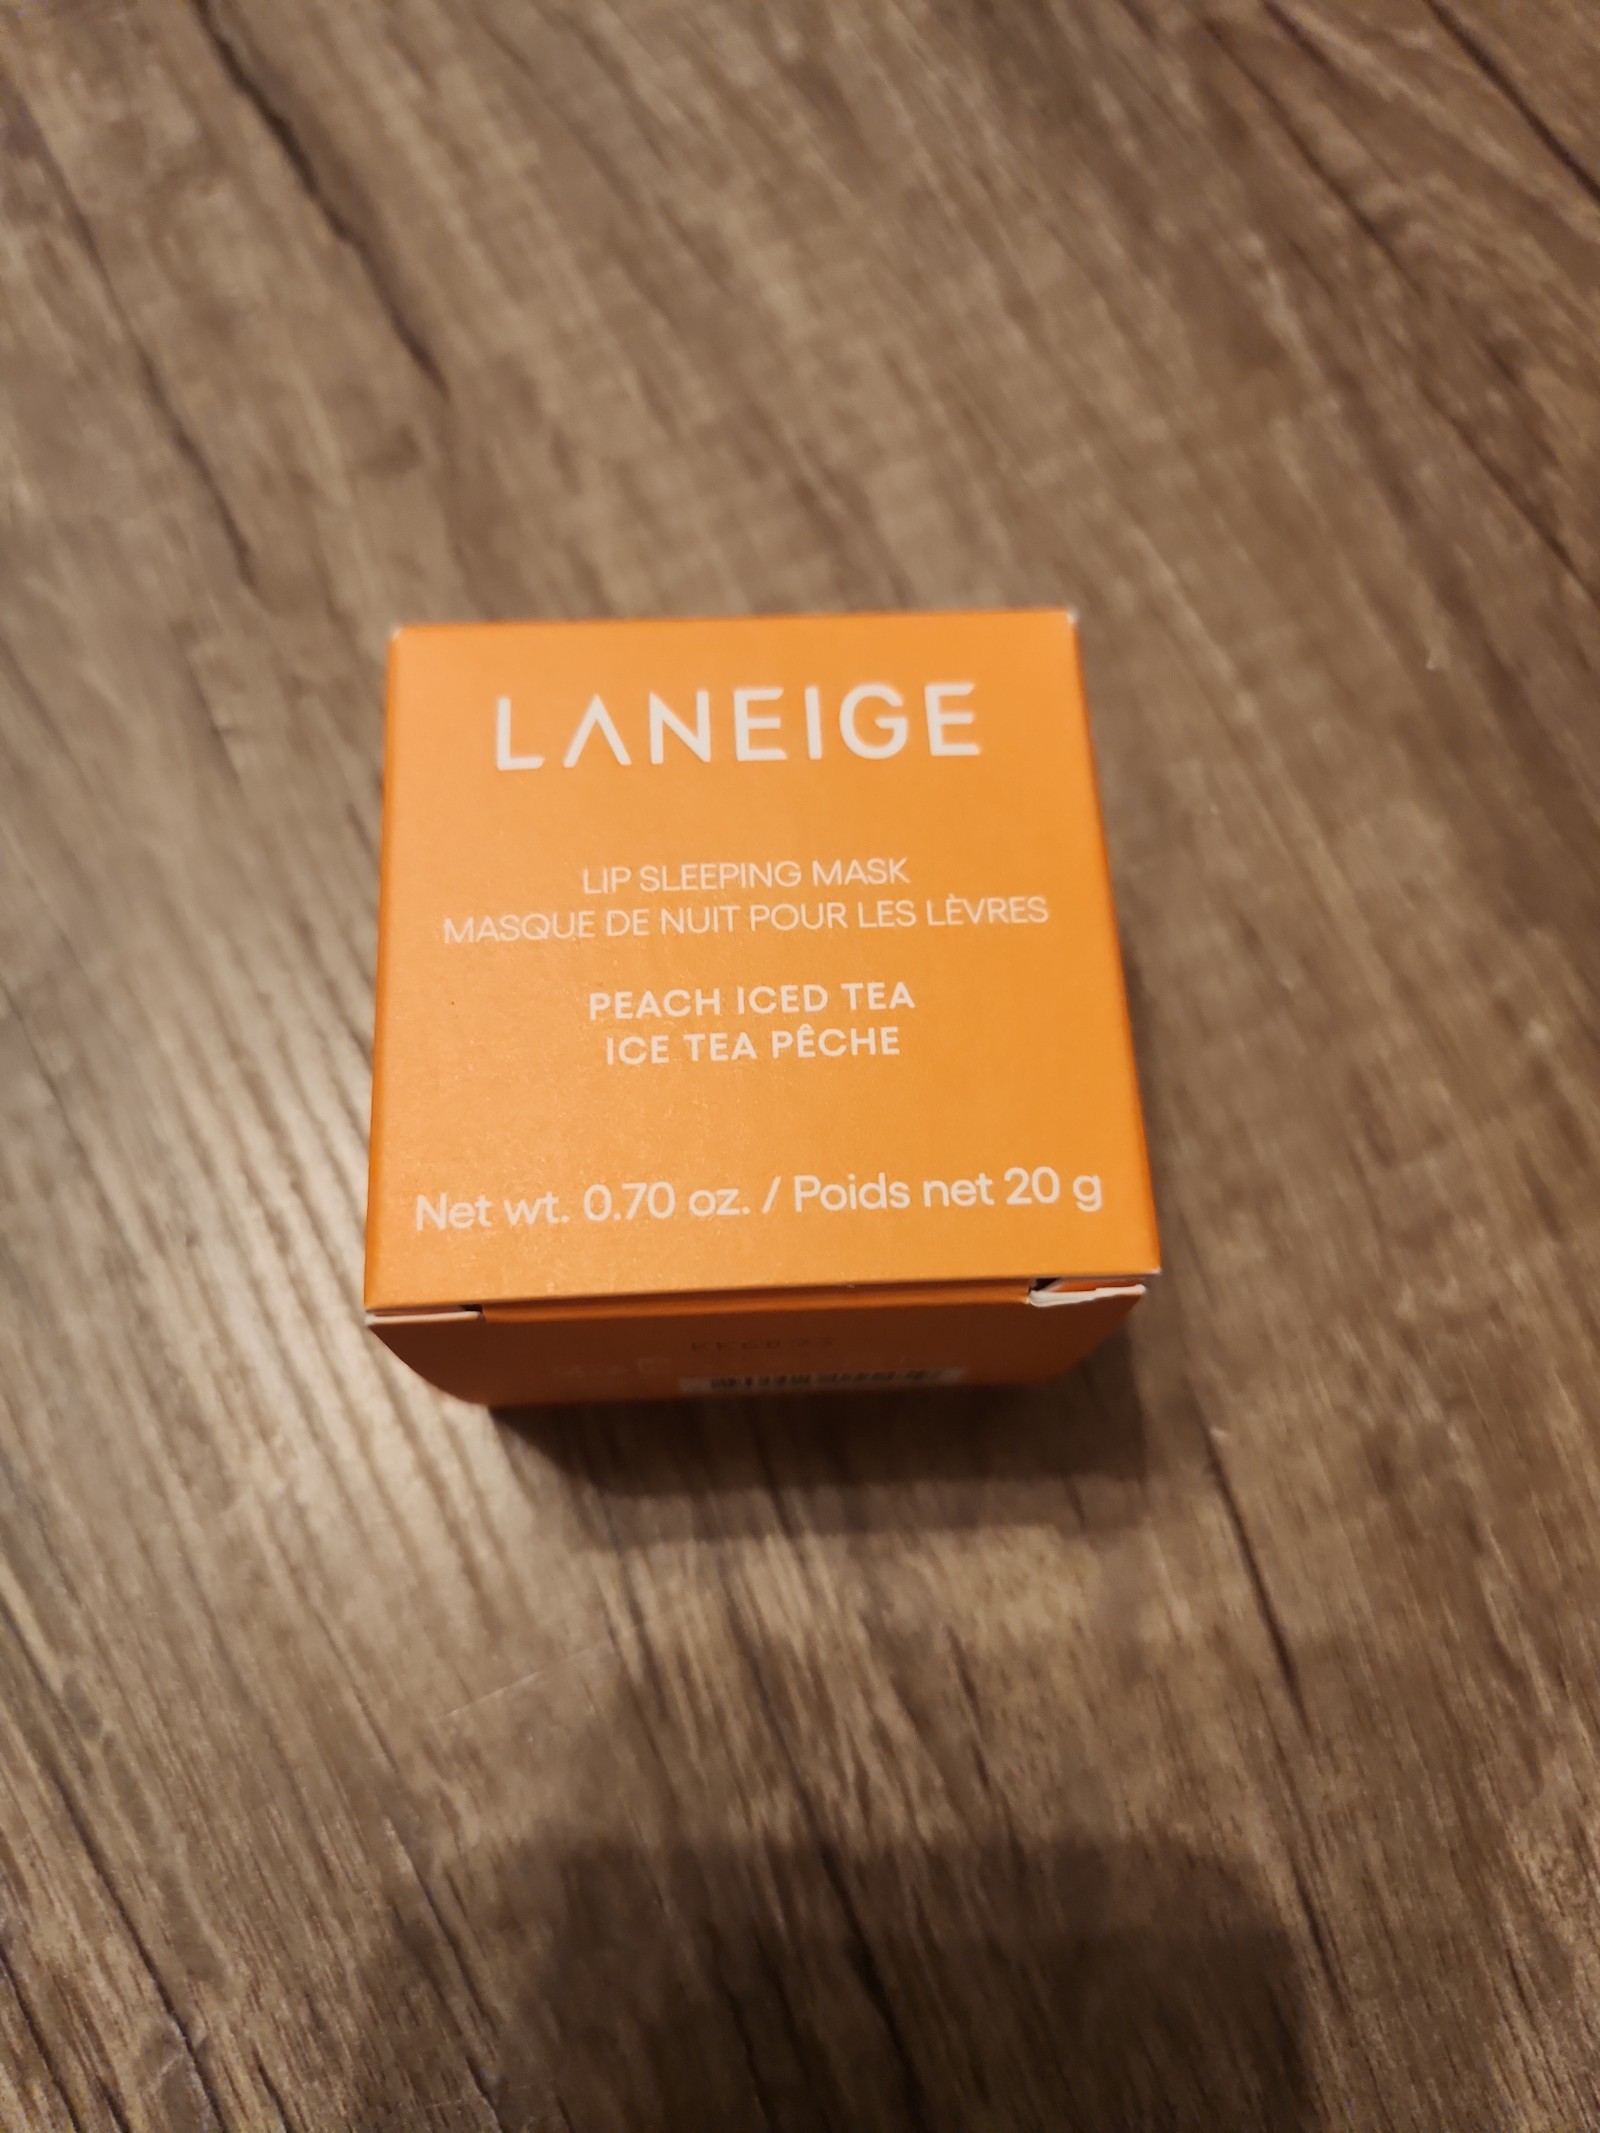 LANEIGE
LIP SLEEPING MASK
MASQUE DE NUIT POUR LES LÈVRES
PEACH ICED TEA
ICE TEA PÊCHE
Net wt. 0.70 oz. / Poids net 20 g